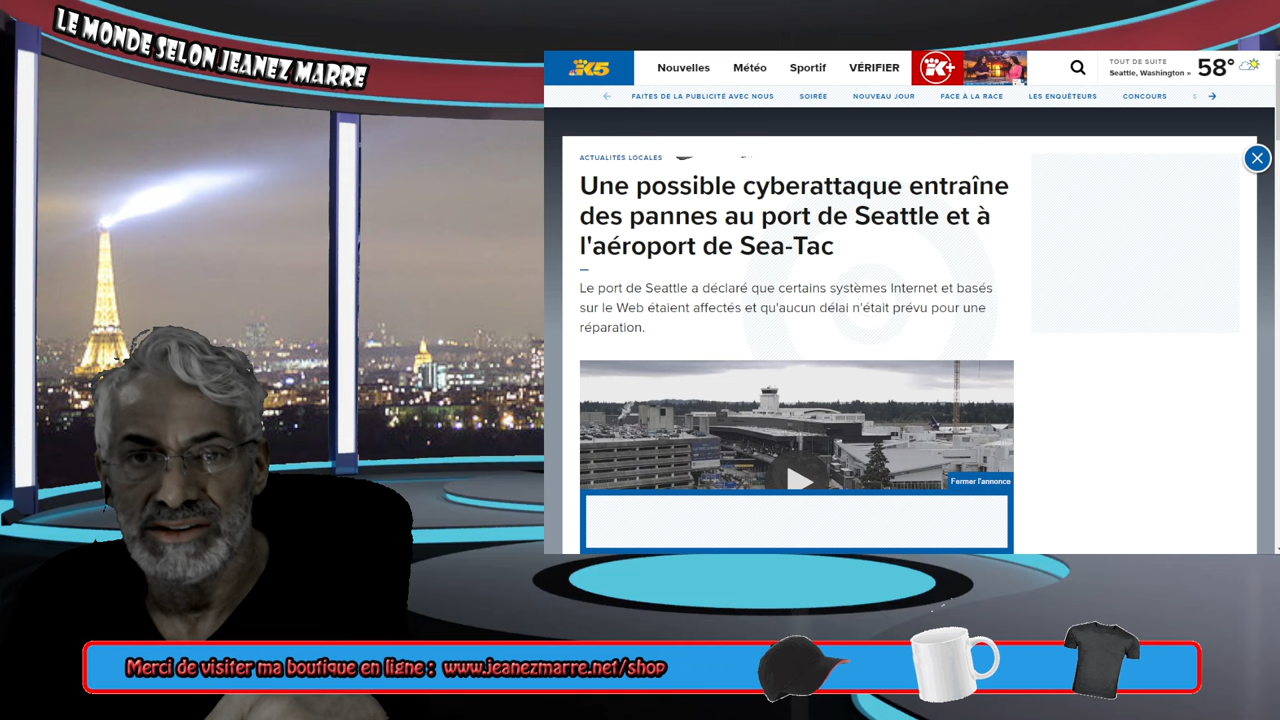 LE MONDE SELON JEANEZ MARRE
K5
Nouvelles Météo Sportif VÉRIFIER K+
TOUT DE SUITE
Seattle, Washington » 58°
FAITES DE LA PUBLICITÉ AVEC NOUS SOIRÉE NOUVEAU JOUR FACE À LA RACE LES ENQUÊTEURS CONCOURS S
ACTUALITÉS LOCALES
Une possible cyberattaque entraîne
des pannes au port de Seattle et à
l'aéroport de Sea-Tac
Le port de Seattle a déclaré que certains systèmes Internet et basés
sur le Web étaient affectés et qu'aucun délai n'était prévu pour une
réparation.
Fermer l'annonce
Merci de visiter ma boutique en ligne : www.jeanezmarre.net/shop